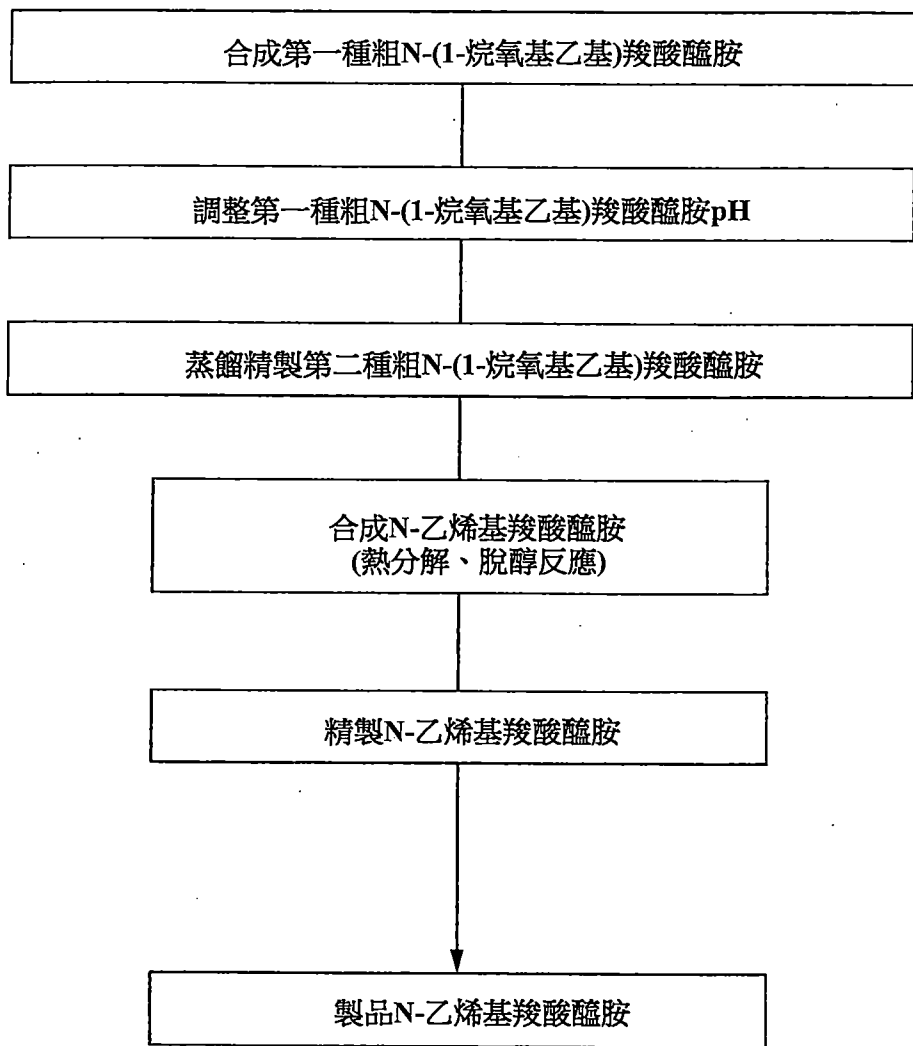 合成第一種粗N-(1-烷氧基乙基)羧酸醯胺
調整第一種粗N-(1-烷氧基乙基)羧酸醯胺pH
蒸餾精製第二種粗N-(1-烷氧基乙基)羧酸醯胺
合成N-乙烯基羧酸醯胺
(熱分解、脫醇反應)
精製N-乙烯基羧酸醯胺
製品N-乙烯基羧酸醯胺